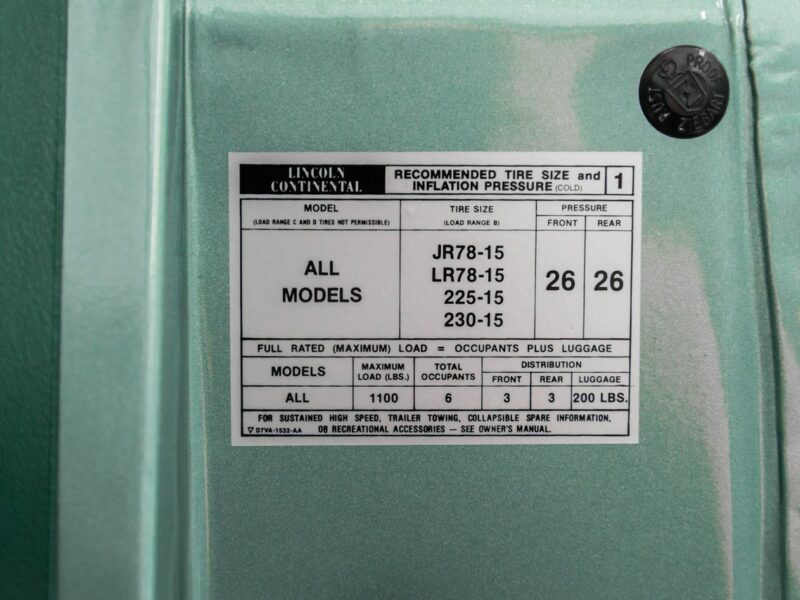 RUST PROOF
ZIEBART
LINCOLN
CONTINENTAL
RECOMMENDED TIRE SIZE and
INFLATION PRESSURE (COLD)
1
MODEL
(LOAD RANGE C AND D TIRES NOT PERMISSIBLE)
TIRE SIZE
(LOAD RANGE B)
PRESSURE
FRONT REAR
ALL
MODELS
JR78-15
LR78-15
225-15
230-15
26 26
FULL RATED (MAXIMUM) LOAD = OCCUPANTS PLUS LUGGAGE
MODELS
MAXIMUM
LOAD (LBS.)
TOTAL
OCCUPANTS
DISTRIBUTION
FRONT REAR LUGGAGE
ALL 1100 6 3 3 200 LBS.
FOR SUSTAINED HIGH SPEED, TRAILER TOWING, COLLAPSIBLE SPARE INFORMATION,
OR RECREATIONAL ACCESSORIES — SEE OWNER'S MANUAL.
D7VA-1532-AA